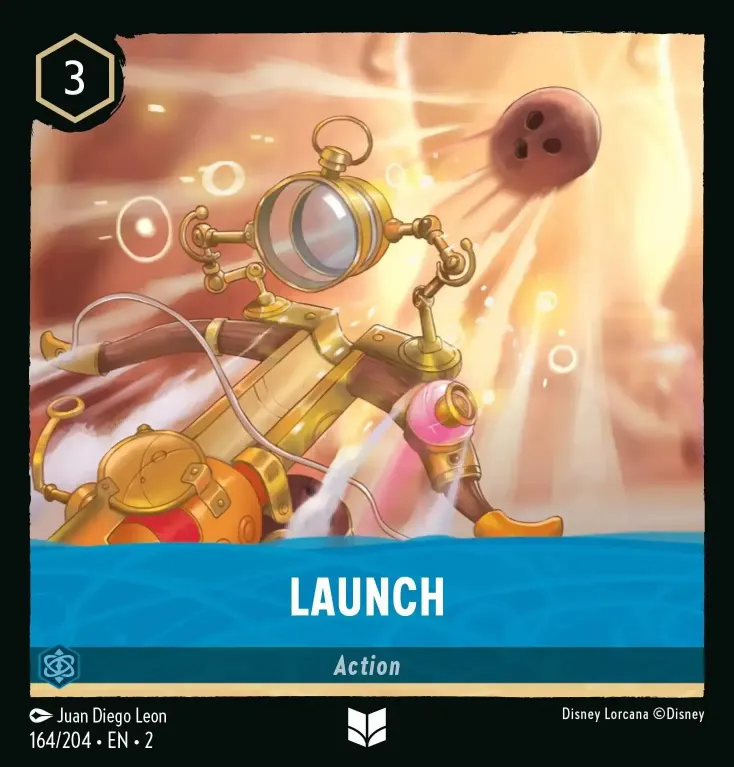 3
LAUNCH
Action
Juan Diego Leon
Disney Lorcana ©Disney
164/204 • EN • 2